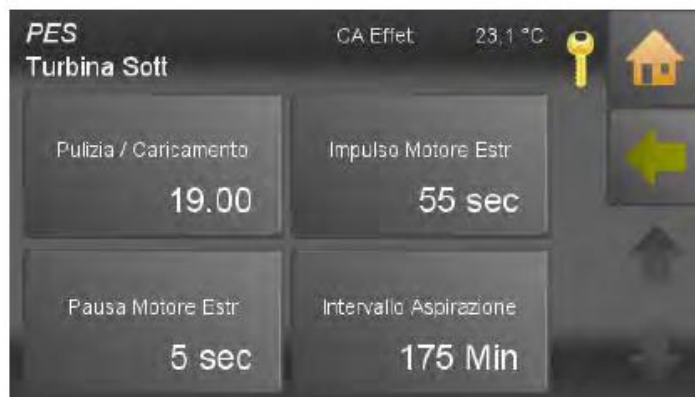 PES CA Effet 23,1 °C
Turbina Sott
Pulizia / Caricamento Impulso Motore Estr
19.00 55 sec
Pausa Motore Estr Intervallo Aspirazione
5 sec 175 Min